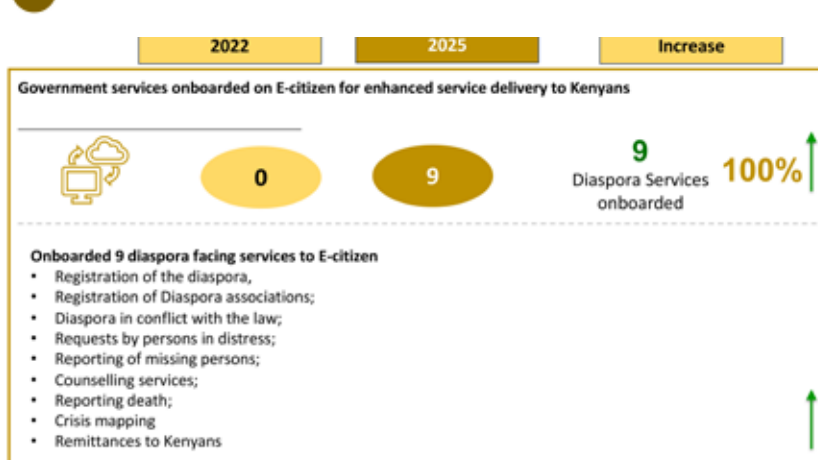 2022 2025 Increase
Government services onboarded on E-citizen for enhanced service delivery to Kenyans
0 9 9 100%
Diaspora Services
onboarded
Onboarded 9 diaspora facing services to E-citizen
• Registration of the diaspora,
• Registration of Diaspora associations;
• Diaspora in conflict with the law;
• Requests by persons in distress;
• Reporting of missing persons;
• Counselling services;
• Reporting death;
• Crisis mapping
• Remittances to Kenyans